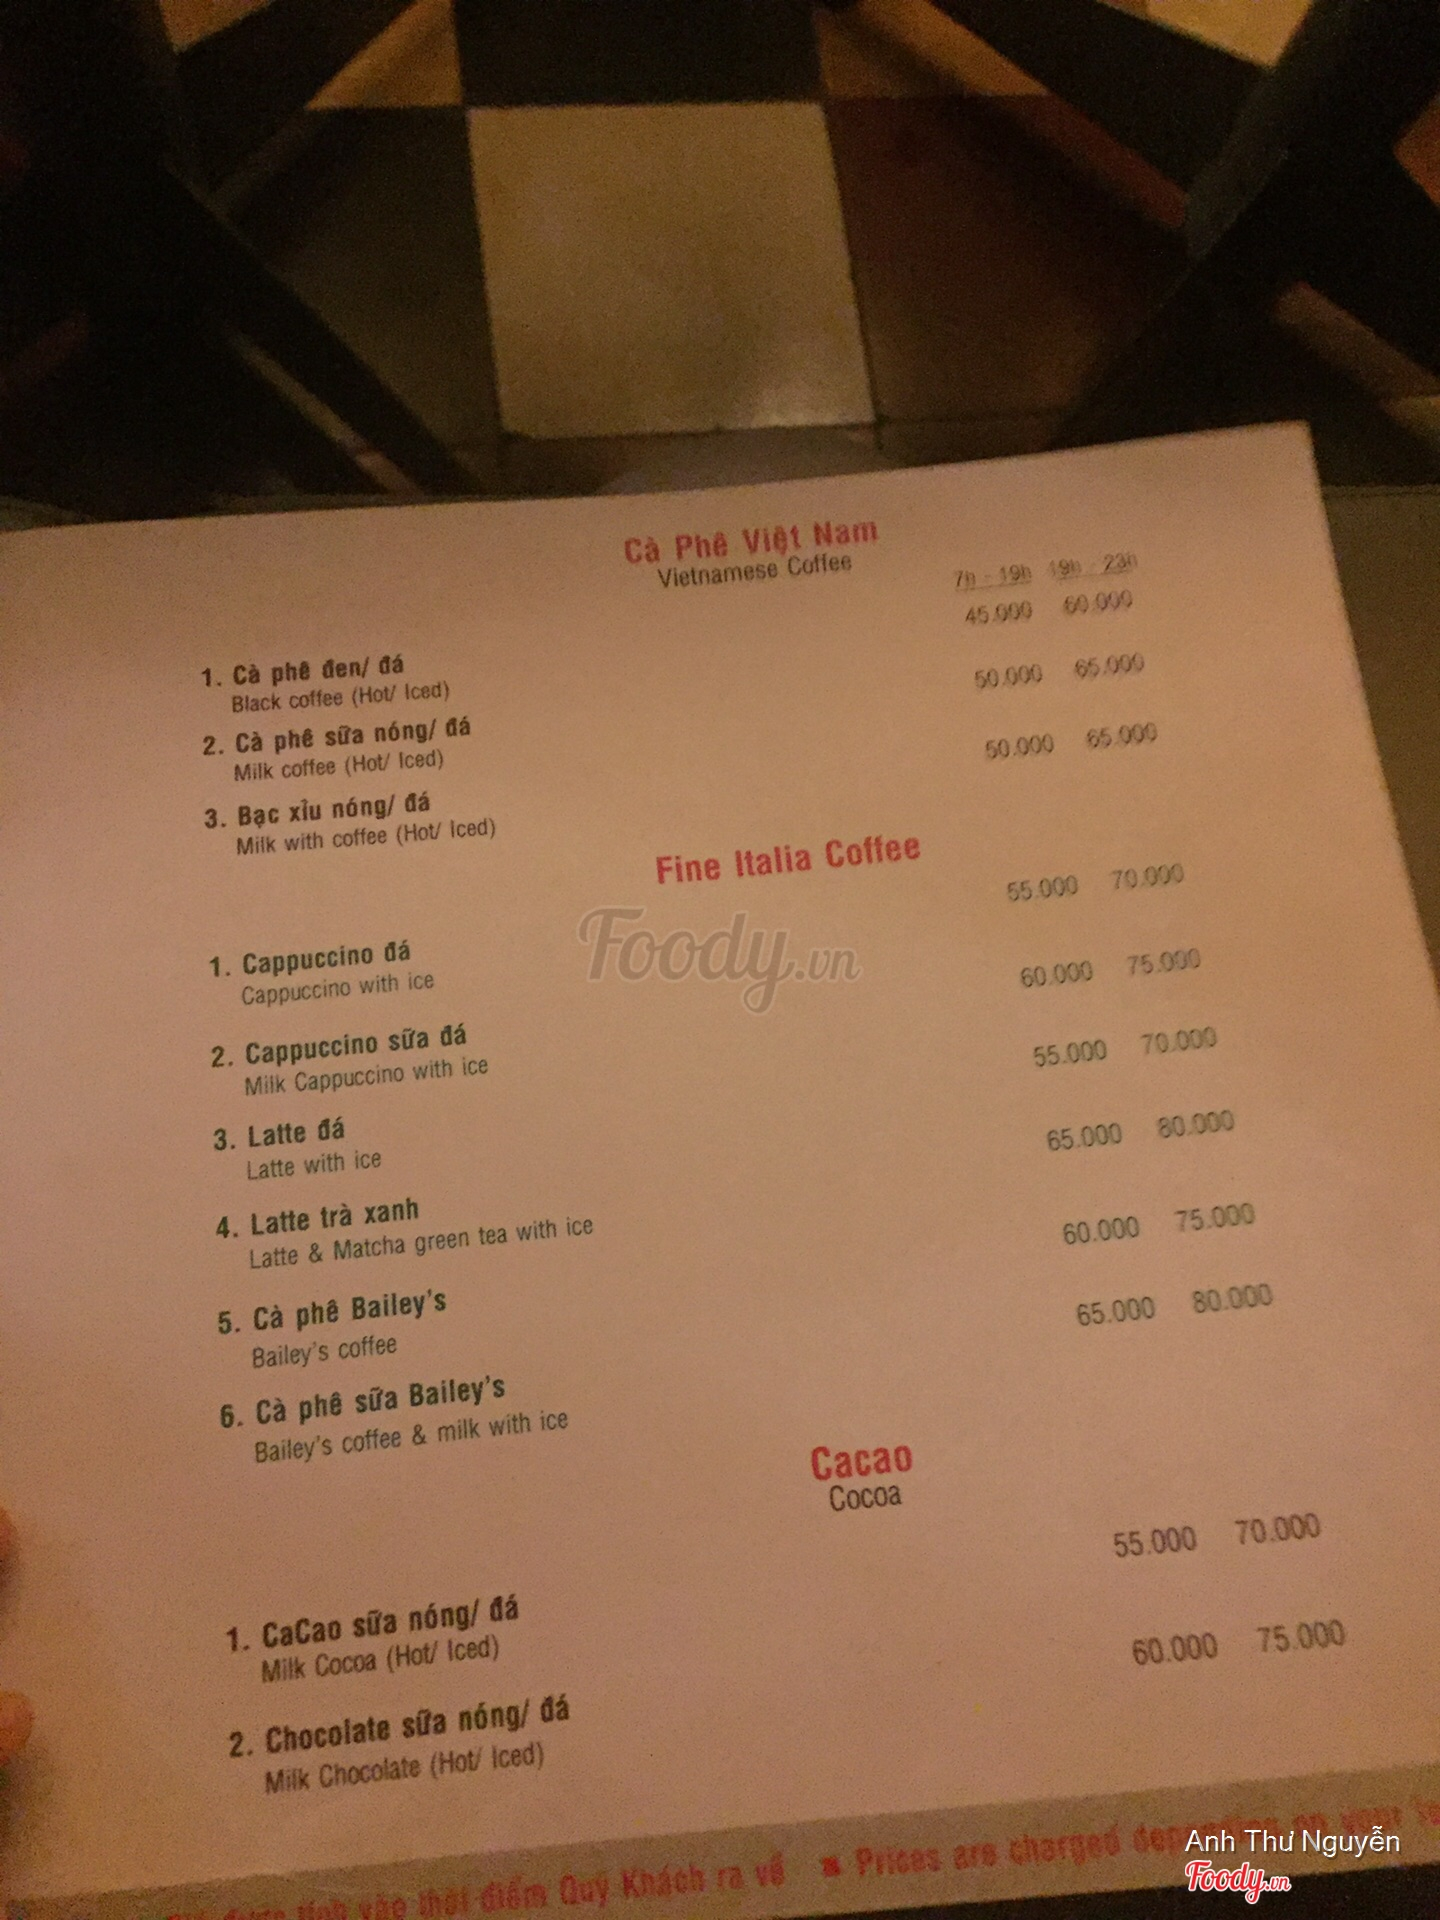 Cà Phê Việt Nam
Vietnamese Coffee
7h - 19h 19h - 23h
45.000 60.000
1. Cà phê đen/ đá
Black coffee (Hot/ Iced)
50.000 65.000
2. Cà phê sữa nóng/ đá
Milk coffee (Hot/ Iced)
50.000 65.000
3. Bạc xỉu nóng/ đá
Milk with coffee (Hot/ Iced)
Fine Italia Coffee
55.000 70.000
1. Cappuccino đá
Cappuccino with ice
60.000 75.000
2. Cappuccino sữa đá
Milk Cappuccino with ice
55.000 70.000
3. Latte đá
Latte with ice
65.000 80.000
4. Latte trà xanh
Latte & Matcha green tea with ice
60.000 75.000
5. Cà phê Bailey's
Bailey's coffee
65.000 80.000
6. Cà phê sữa Bailey's
Bailey's coffee & milk with ice
Cacao
Cocoa
55.000 70.000
1. CaCao sữa nóng/ đá
Milk Cocoa (Hot/ Iced)
60.000 75.000
2. Chocolate sữa nóng/ đá
Milk Chocolate (Hot/ Iced)
được tính vào thời điểm Quý Khách ra về ■ Prices are charged depending on your
Foody.vn
Anh Thư Nguyễn
Foody.vn